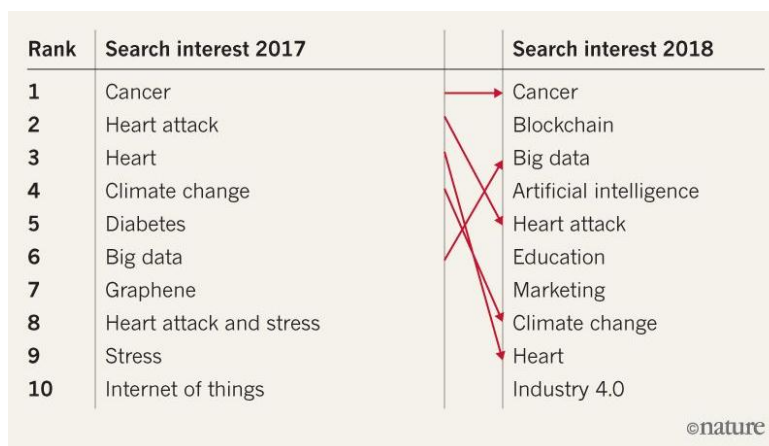 Rank Search interest 2017 Search interest 2018
1 Cancer Cancer
2 Heart attack Blockchain
3 Heart Big data
4 Climate change Artificial intelligence
5 Diabetes Heart attack
6 Big data Education
7 Graphene Marketing
8 Heart attack and stress Climate change
9 Stress Heart
10 Internet of things Industry 4.0
©nature